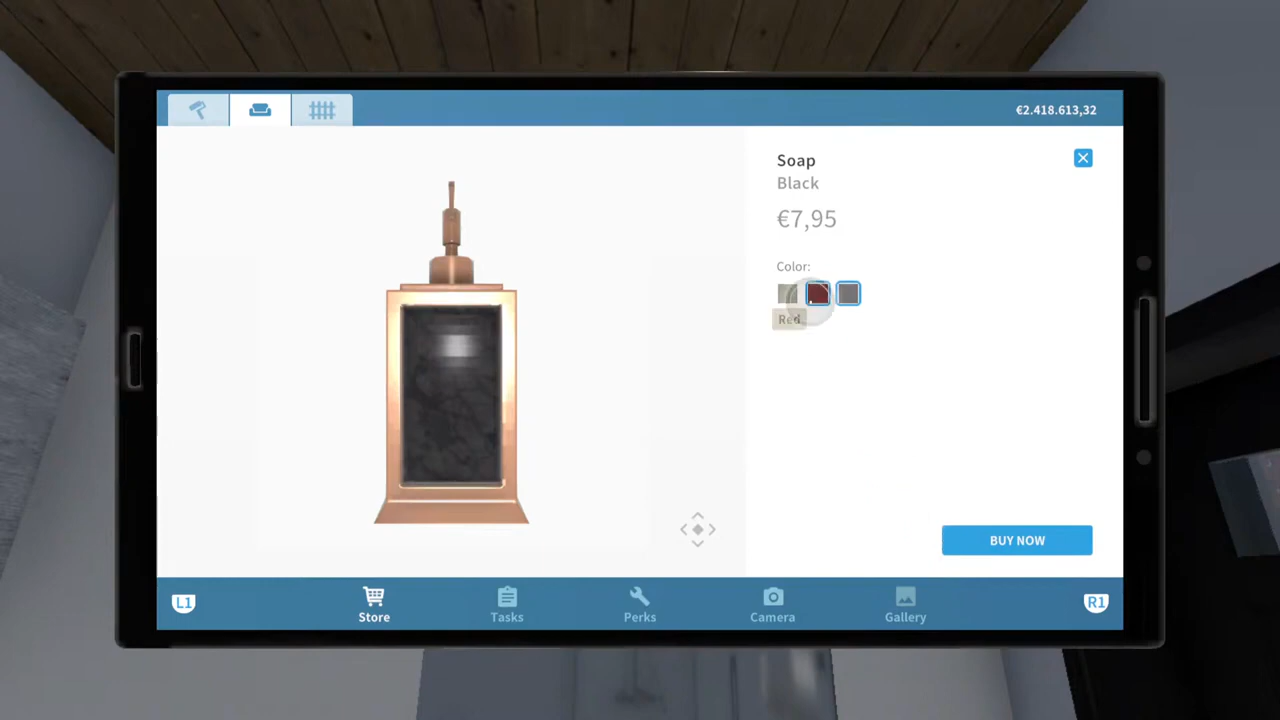 €2.418.613,32
Soap
Black
€7,95
Color:
Red
BUY NOW
L1
Store
Tasks
Perks
Camera
Gallery
R1